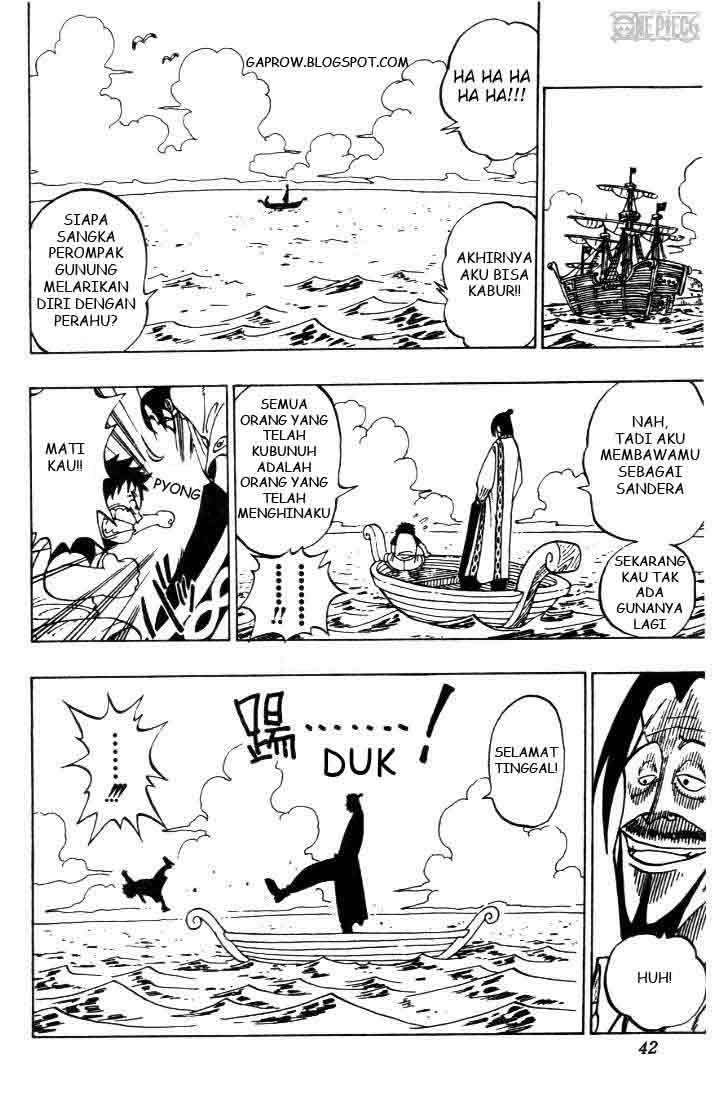 ONE PIECE
GAPROW.BLOGSPOT.COM
HA HA HA
HA HA!!!
AKHIRNYA
AKU BISA
KABUR!!
SIAPA
SANGKA
PEROMPAK
GUNUNG
MELARIKAN
DIRI DENGAN
PERAHU?
NAH,
TADI AKU
MEMBAWAMU
SEBAGAI
SANDERA
SEKARANG
KAU TAK
ADA
GUNANYA
LAGI
SEMUA
ORANG YANG
TELAH
KUBUNUH
ADALAH
ORANG YANG
TELAH
MENGHINAKU
........!!
MATI
KAU!!
PYONG
HUH!
SELAMAT
TINGGAL!
踢........!
DUK
......!!!
42